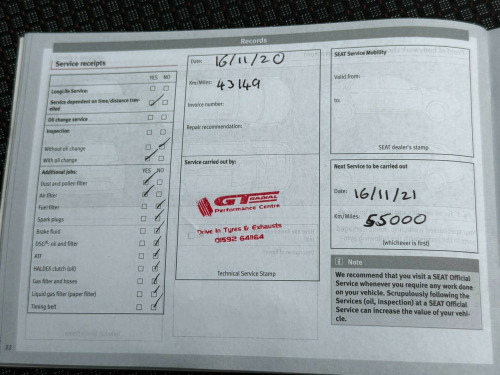 Records
Service receipts
YES NO
LongLife Service:
Service dependent on time/distance travelled
Oil change service
Inspection
Without oil change
With oil change
Additional jobs: YES NO
Dust and pollen filter
Air filter
Fuel filter
Spark plugs
Brake fluid
DSG®: oil and filter
ATF
HALDEX clutch (oil)
Gas filter and hoses
Liquid gas filter (paper filter)
Timing belt
Date: 16/11/20
Km/Miles: 43149
Invoice number:
Repair recommendation:
Service carried out by:
GT RADIAL
Performance Centre
Drive In Tyres & Exhausts
01592 641164
Technical Service Stamp
SEAT Service Mobility
Valid from:
to:
SEAT dealer's stamp
Next Service to be carried out
Date: 16/11/21
Km/Miles: 55000
(whichever is first)
i Note
We recommend that you visit a SEAT Official
Service whenever you require any work done
on your vehicle. Scrupulously following the
Services (oil, Inspection) at a SEAT Official
Service can increase the value of your vehi-
cle.